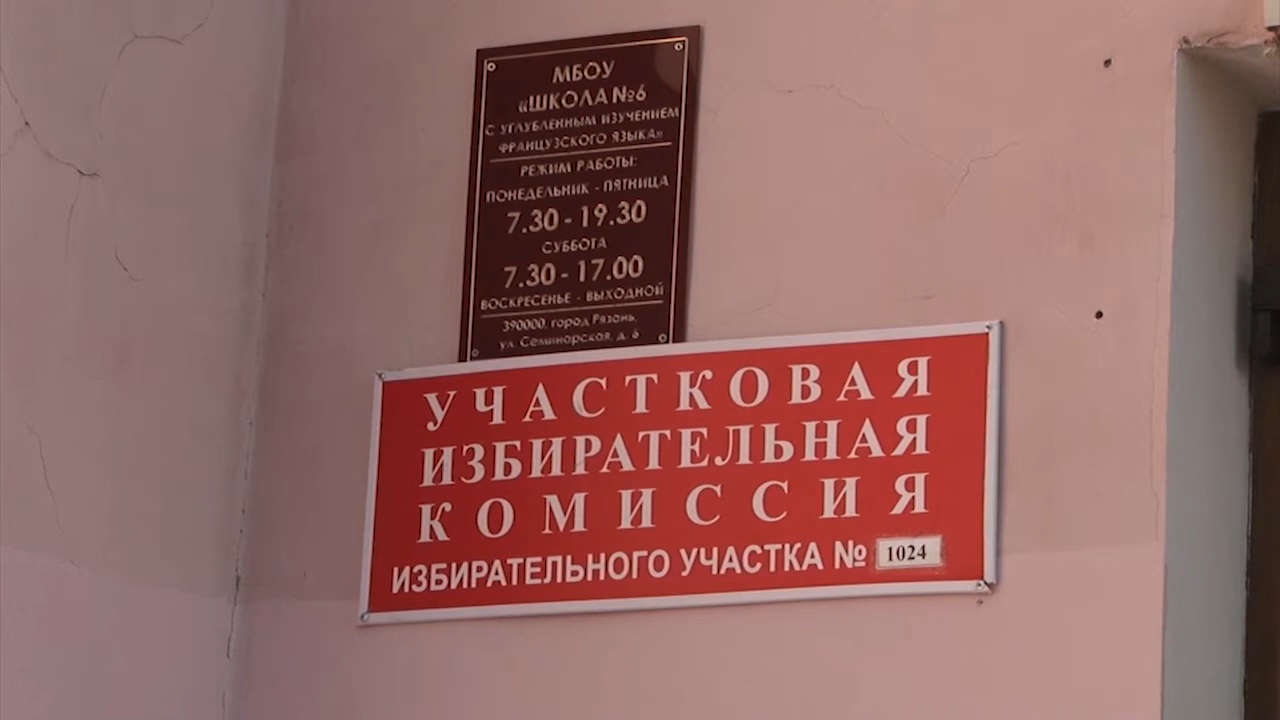 МБОУ
«ШКОЛА №6
С УГЛУБЛЕННЫМ ИЗУЧЕНИЕМ
ФРАНЦУЗСКОГО ЯЗЫКА»
РЕЖИМ РАБОТЫ:
ПОНЕДЕЛЬНИК - ПЯТНИЦА
7.30 - 19.30
СУББОТА
7.30 - 17.00
ВОСКРЕСЕНЬЕ - ВЫХОДНОЙ
390000, город Рязань,
ул. Семинарская, д. 6
УЧАСТКОВАЯ
ИЗБИРАТЕЛЬНАЯ
КОМИССИЯ
ИЗБИРАТЕЛЬНОГО УЧАСТКА № 1024